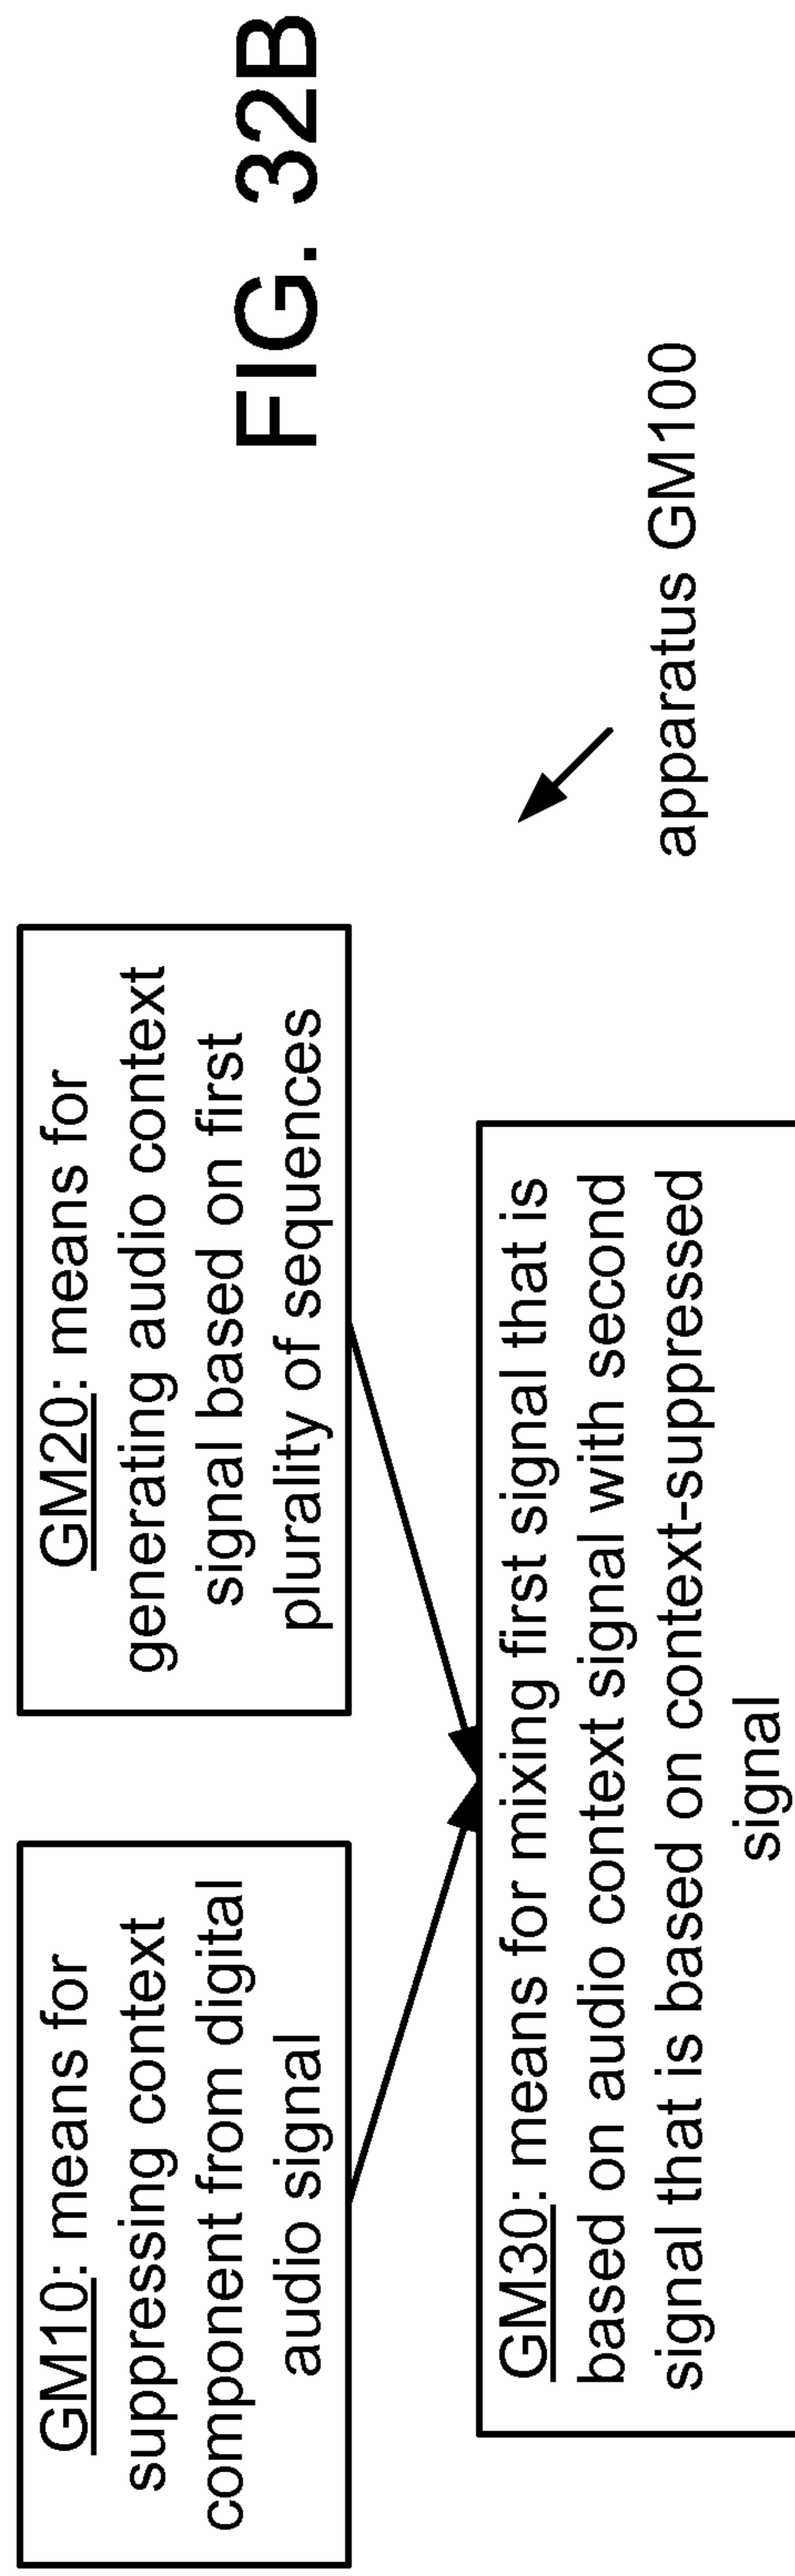 GM10: means for
suppressing context
component from digital
audio signal
GM20: means for
generating audio context
signal based on first
plurality of sequences
GM30: means for mixing first signal that is
based on audio context signal with second
signal that is based on context-suppressed
signal
apparatus GM100
FIG. 32B